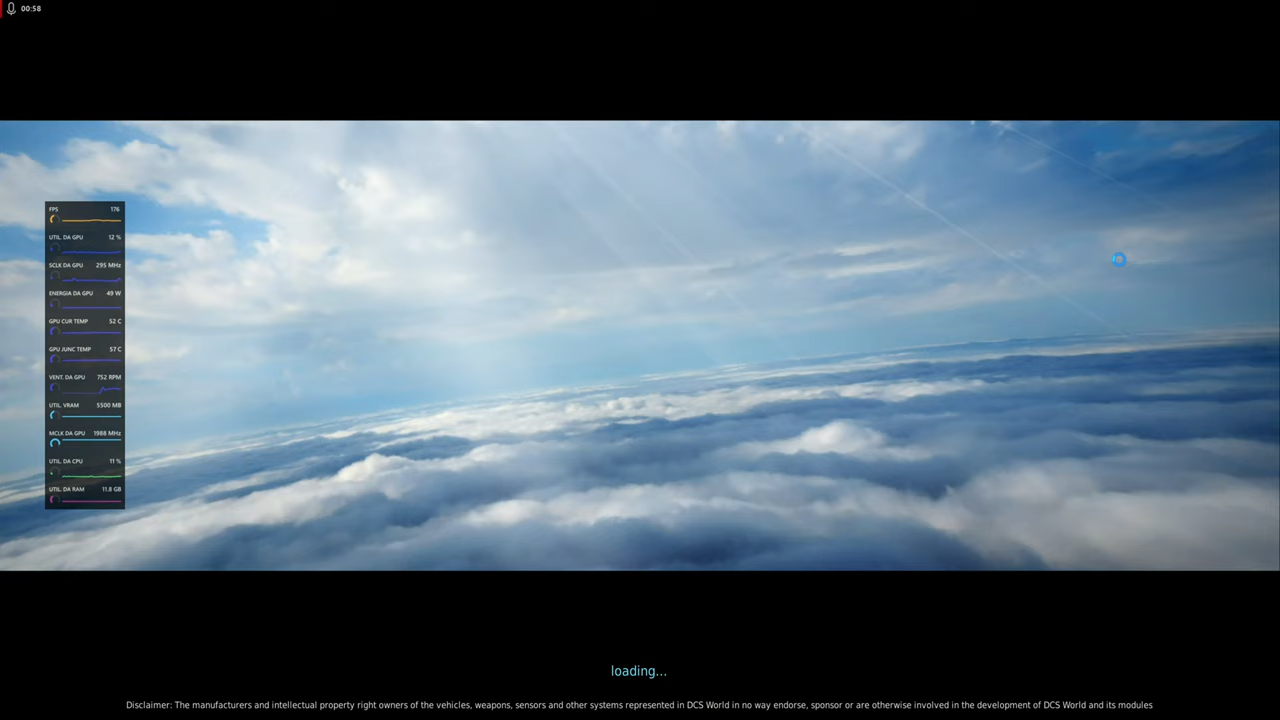 00:58
FPS 176
UTIL. DA GPU 12 %
SCLK DA GPU 295 MHz
ENERGIA DA GPU 49 W
GPU CUR TEMP 52 C
GPU JUNC TEMP 57 C
VENT. DA GPU 752 RPM
UTIL. VRAM 5500 MB
MCLK DA GPU 1988 MHz
UTIL. DA CPU 11 %
UTIL. DA RAM 11.8 GB
loading...
Disclaimer: The manufacturers and intellectual property right owners of the vehicles, weapons, sensors and other systems represented in DCS World in no way endorse, sponsor or are otherwise involved in the development of DCS World and its modules